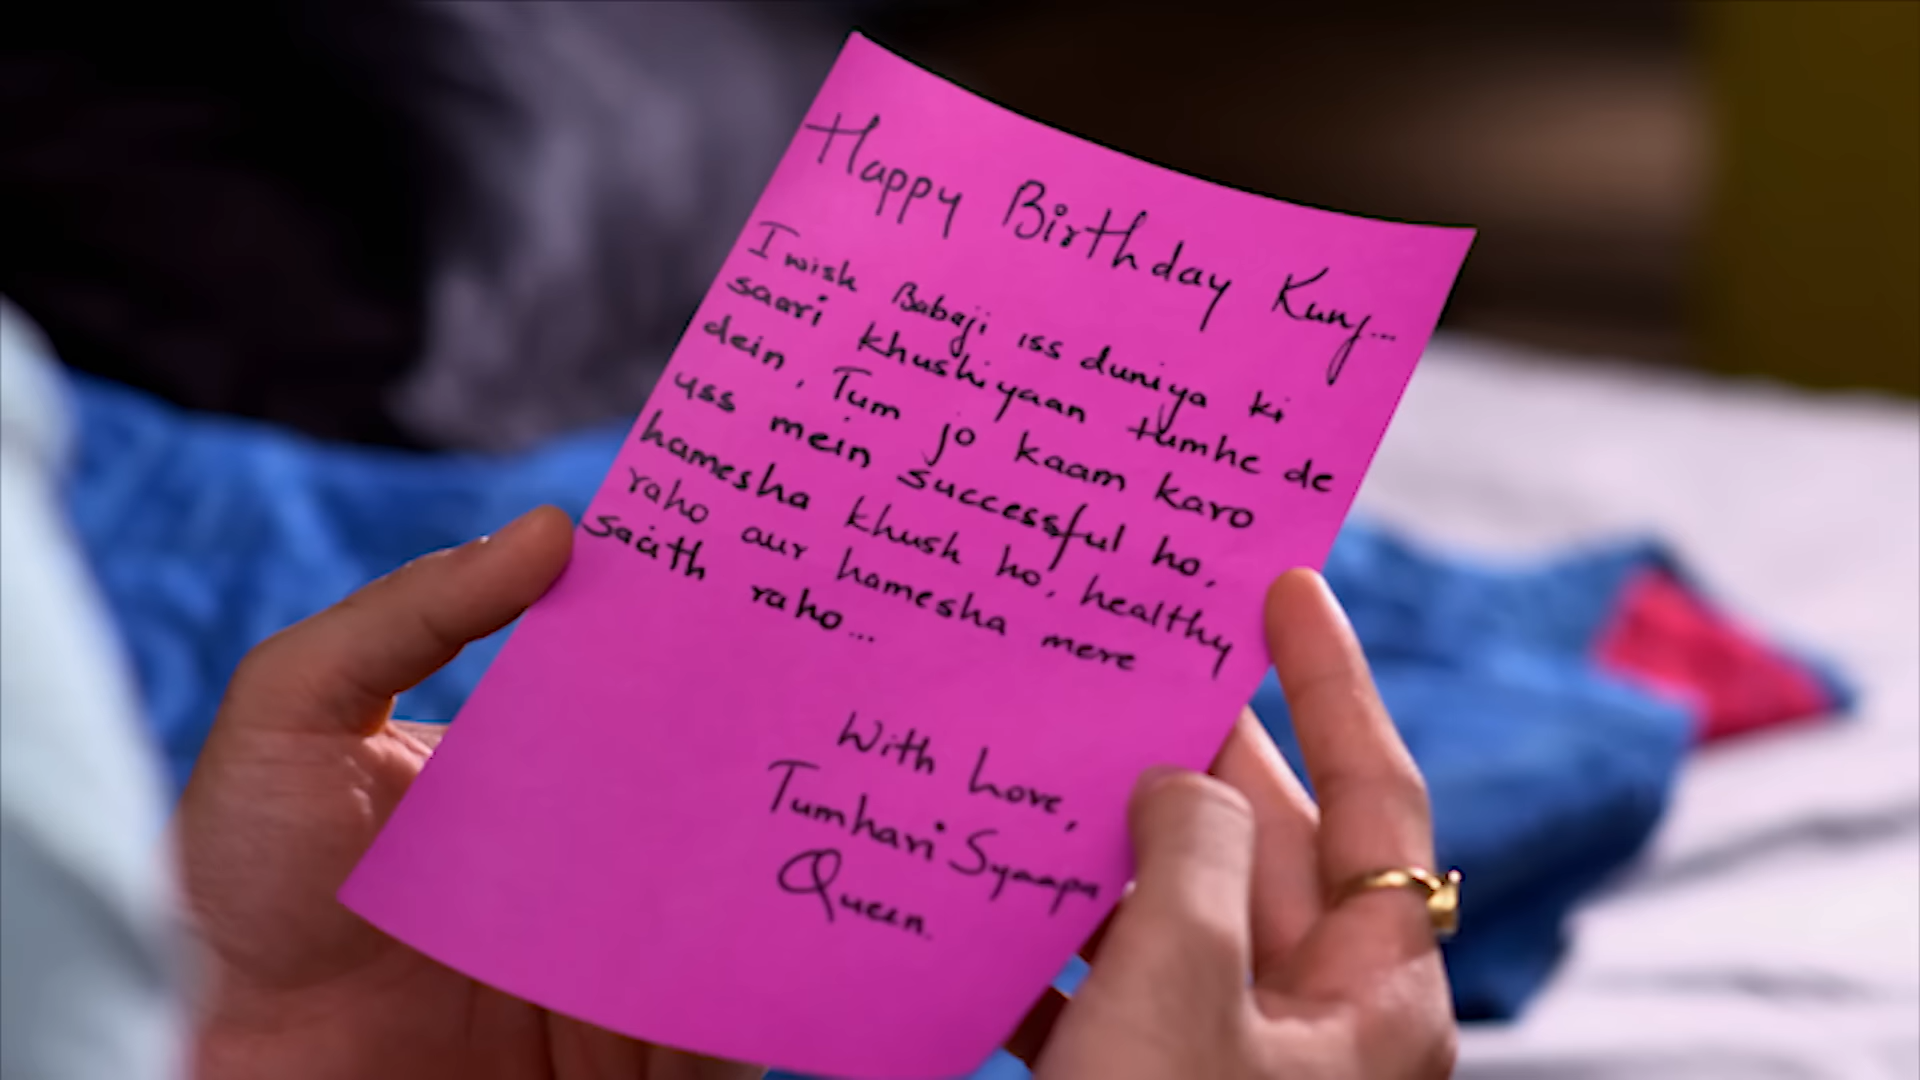 Happy Birthday Kunj...
I wish Babaji iss duniya ki
saari khushiyaan tumhe de
dein, Tum jo kaam karo
uss mein successful ho,
hamesha khush ho, healthy
raho aur hamesha mere
saath raho...
With Love,
Tumhari Syaapa
Queen.